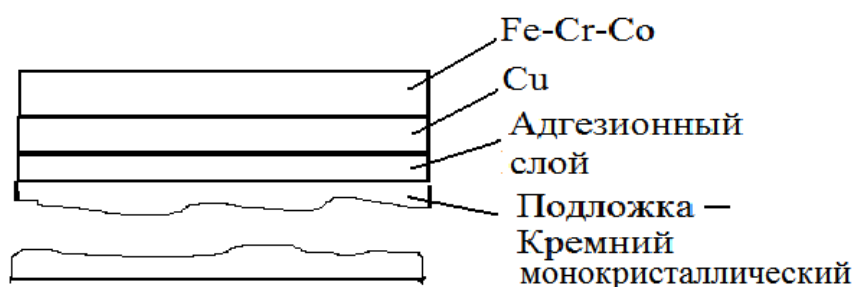 Fe-Cr-Co
Cu
Адгезионный
слой
Подложка –
Кремний
монокристаллический